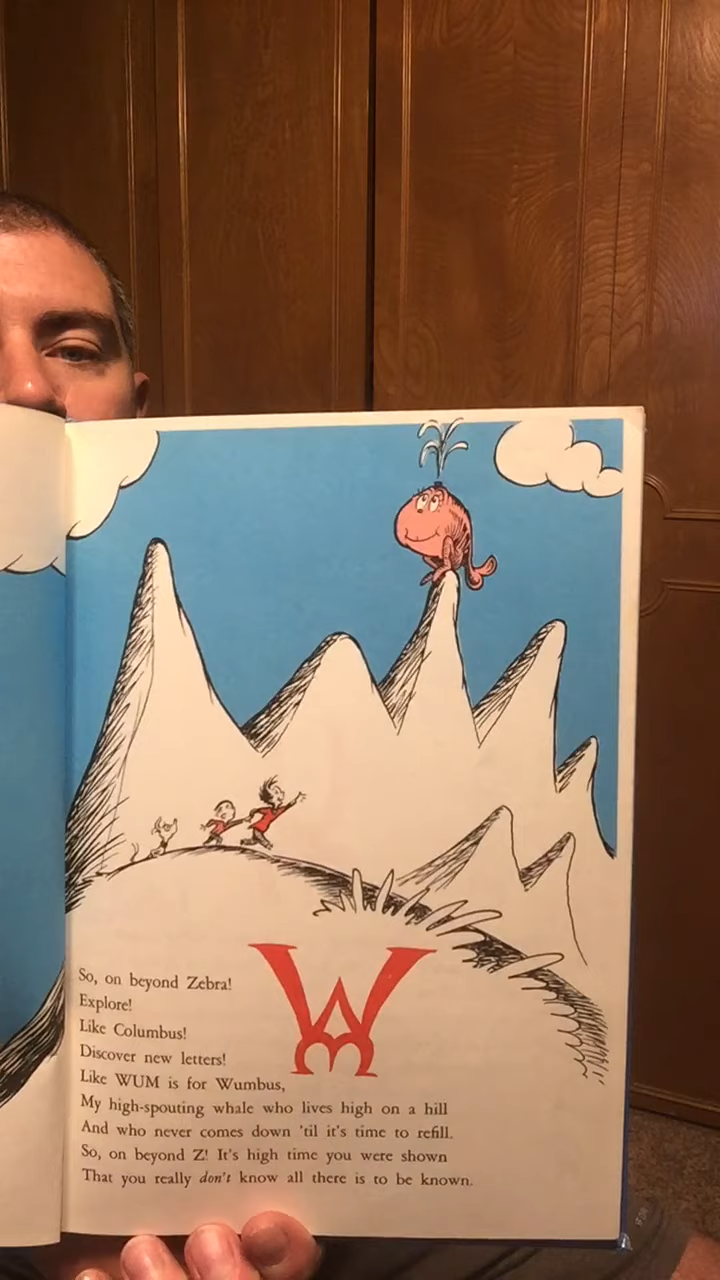 So, on beyond Zebra!
Explore!
Like Columbus!
Discover new letters!
Like WUM is for Wumbus,
My high-spouting whale who lives high on a hill
And who never comes down 'til it's time to refill.
So, on beyond Z! It's high time you were shown
That you really don't know all there is to be known.